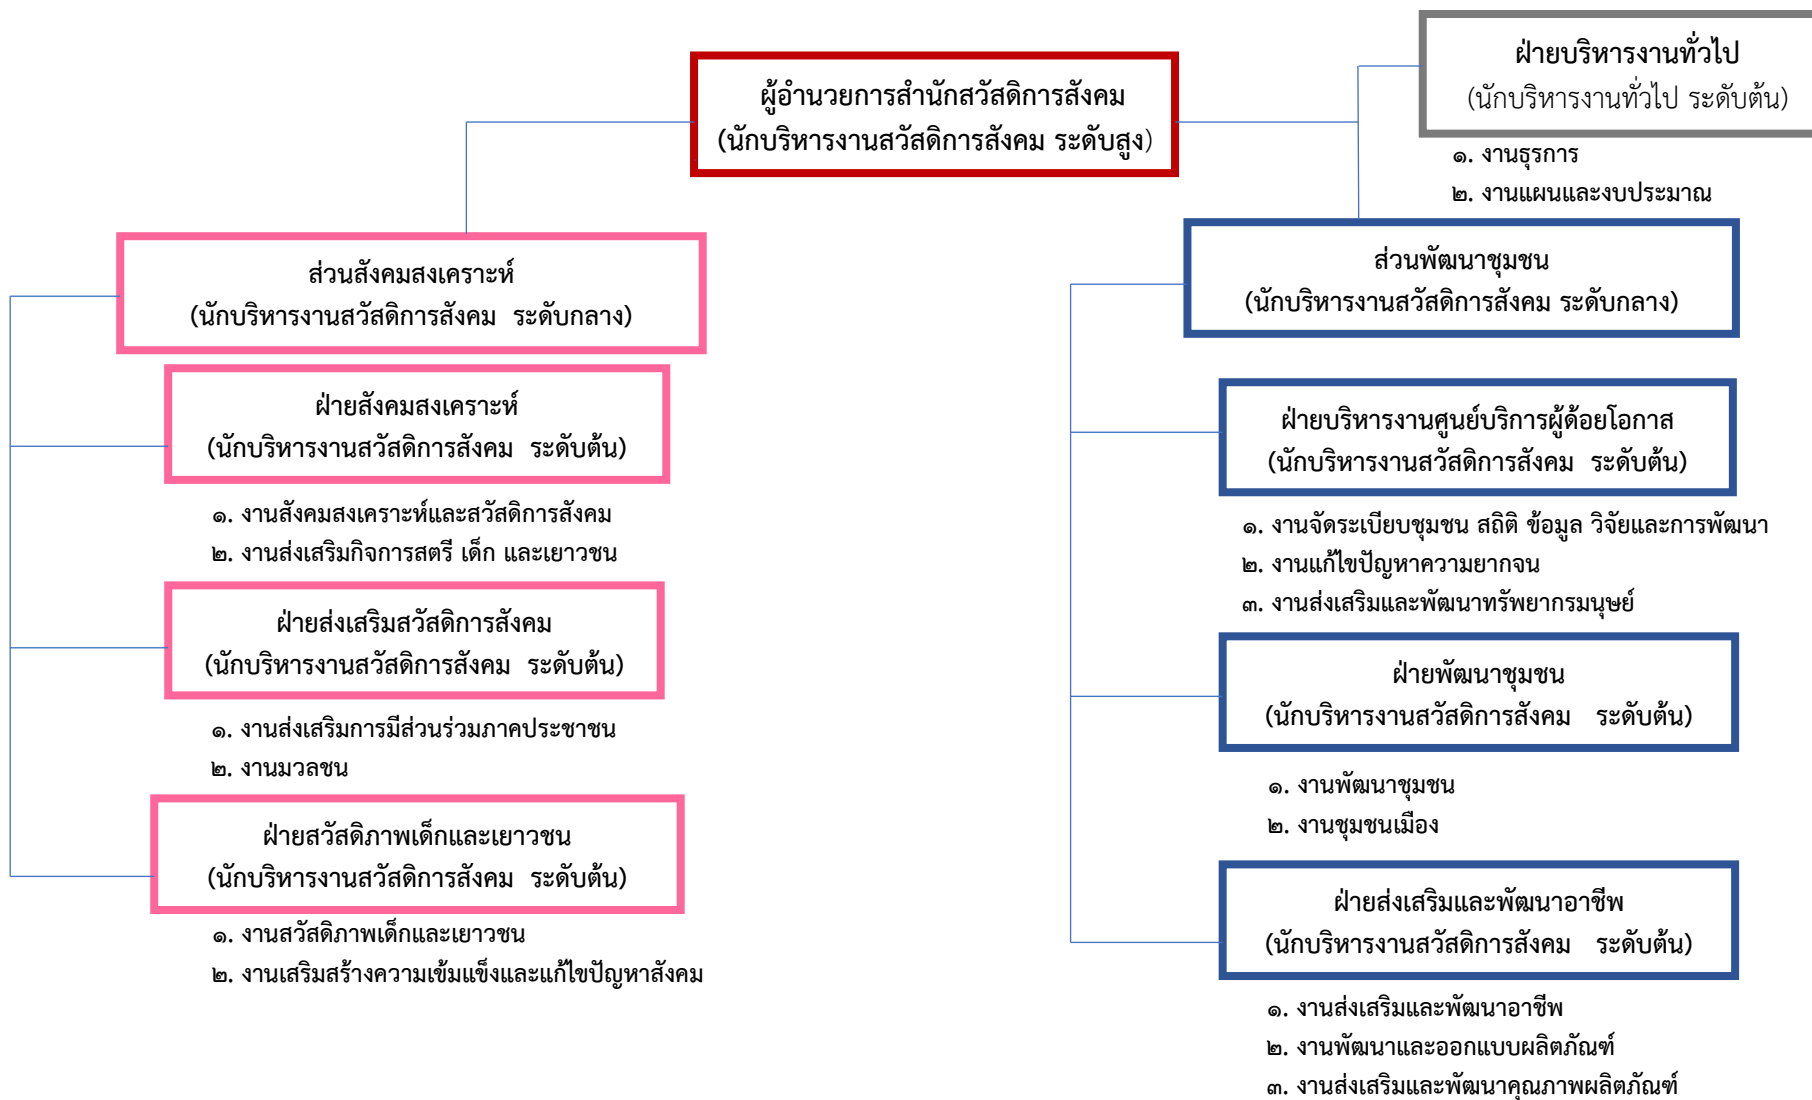 ฝ่ายบริหารงานทั่วไป
(นักบริหารงานทั่วไป ระดับต้น)
๑. งานธุรการ
๒. งานแผนและงบประมาณ
ผู้อำนวยการสำนักสวัสดิการสังคม
(นักบริหารงานสวัสดิการสังคม ระดับสูง)
ส่วนสังคมสงเคราะห์
(นักบริหารงานสวัสดิการสังคม ระดับกลาง)
ฝ่ายสังคมสงเคราะห์
(นักบริหารงานสวัสดิการสังคม ระดับต้น)
๑. งานสังคมสงเคราะห์และสวัสดิการสังคม
๒. งานส่งเสริมกิจการสตรี เด็ก และเยาวชน
ฝ่ายส่งเสริมสวัสดิการสังคม
(นักบริหารงานสวัสดิการสังคม ระดับต้น)
๑. งานส่งเสริมการมีส่วนร่วมภาคประชาชน
๒. งานมวลชน
ฝ่ายสวัสดิภาพเด็กและเยาวชน
(นักบริหารงานสวัสดิการสังคม ระดับต้น)
๑. งานสวัสดิภาพเด็กและเยาวชน
๒. งานเสริมสร้างความเข้มแข็งและแก้ไขปัญหาสังคม
ส่วนพัฒนาชุมชน
(นักบริหารงานสวัสดิการสังคม ระดับกลาง)
ฝ่ายบริหารงานศูนย์บริการผู้ด้อยโอกาส
(นักบริหารงานสวัสดิการสังคม ระดับต้น)
๑. งานจัดระเบียบชุมชน สถิติ ข้อมูล วิจัยและการพัฒนา
๒. งานแก้ไขปัญหาความยากจน
๓. งานส่งเสริมและพัฒนาทรัพยากรมนุษย์
ฝ่ายพัฒนาชุมชน
(นักบริหารงานสวัสดิการสังคม ระดับต้น)
๑. งานพัฒนาชุมชน
๒. งานชุมชนเมือง
ฝ่ายส่งเสริมและพัฒนาอาชีพ
(นักบริหารงานสวัสดิการสังคม ระดับต้น)
๑. งานส่งเสริมและพัฒนาอาชีพ
๒. งานพัฒนาและออกแบบผลิตภัณฑ์
๓. งานส่งเสริมและพัฒนาคุณภาพผลิตภัณฑ์